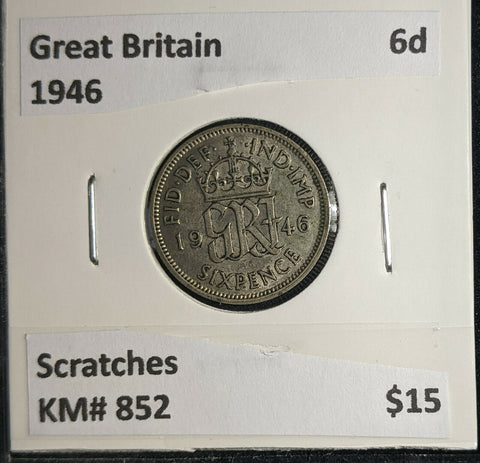 Great Britain 6d
1946
FID·DEF IND·IMP
19 GRI 46
SIXPENCE
Scratches
KM# 852 $15